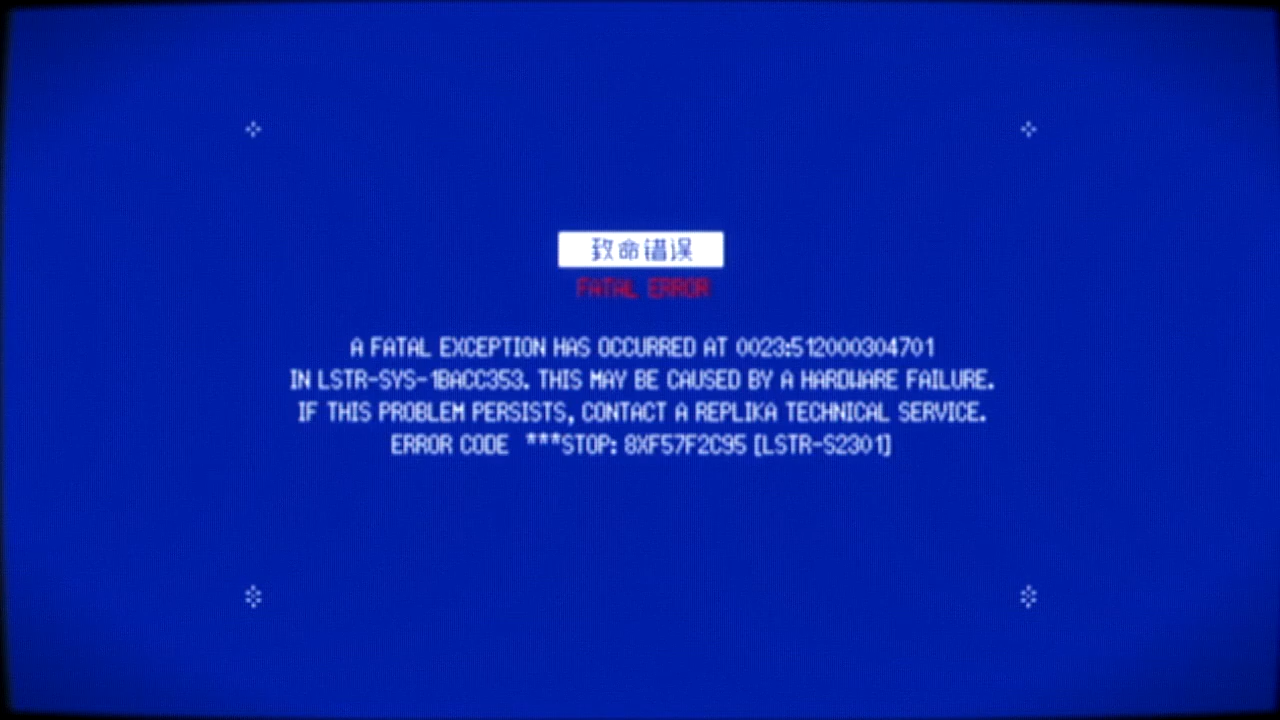 致命错误
FATAL ERROR
A FATAL EXCEPTION HAS OCCURRED AT 0023:512000304701
IN LSTR-SYS-1BACC353. THIS MAY BE CAUSED BY A HARDWARE FAILURE.
IF THIS PROBLEM PERSISTS, CONTACT A REPLIKA TECHNICAL SERVICE.
ERROR CODE ***STOP: 8XF57F2C95 [LSTR-S2301]